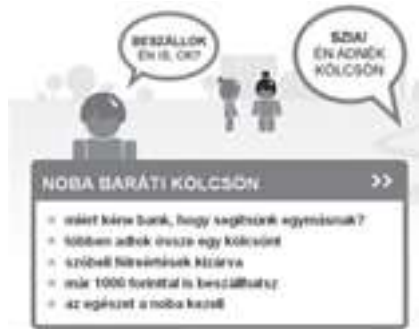 BESZÁLLOK
ÉN IS, OK?
SZIA!
ÉN ADNÉK
KÖLCSÖN
NOBA BARÁTI KÖLCSÖN >>
miért kéne bank, hogy segítsünk egymásnak?
többen adtok össze egy kölcsönt
szóbeli félreértések kizárva
már 1000 forinttal is beszállhatsz
az egészet a noba kezeli